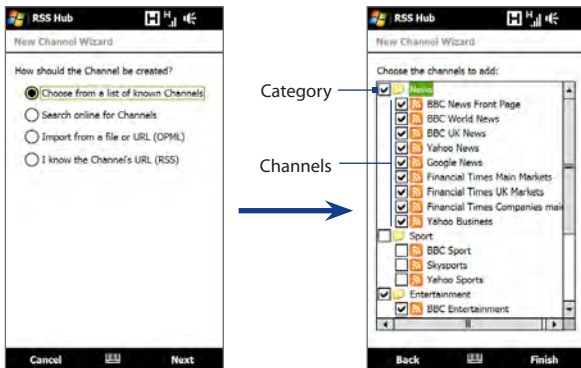 RSS Hub
New Channel Wizard
How should the Channel be created?
Choose from a list of known Channels
Search online for Channels
Import from a file or URL (OPML)
I know the Channel's URL (RSS)
Cancel
Next
Category
Channels
RSS Hub
New Channel Wizard
Choose the channels to add:
News
BBC News Front Page
BBC World News
BBC UK News
Yahoo News
Google News
Financial Times Main Markets
Financial Times UK Markets
Financial Times Companies mai
Yahoo Business
Sport
BBC Sport
Skysports
Yahoo Sports
Entertainment
BBC Entertainment
Back
Finish